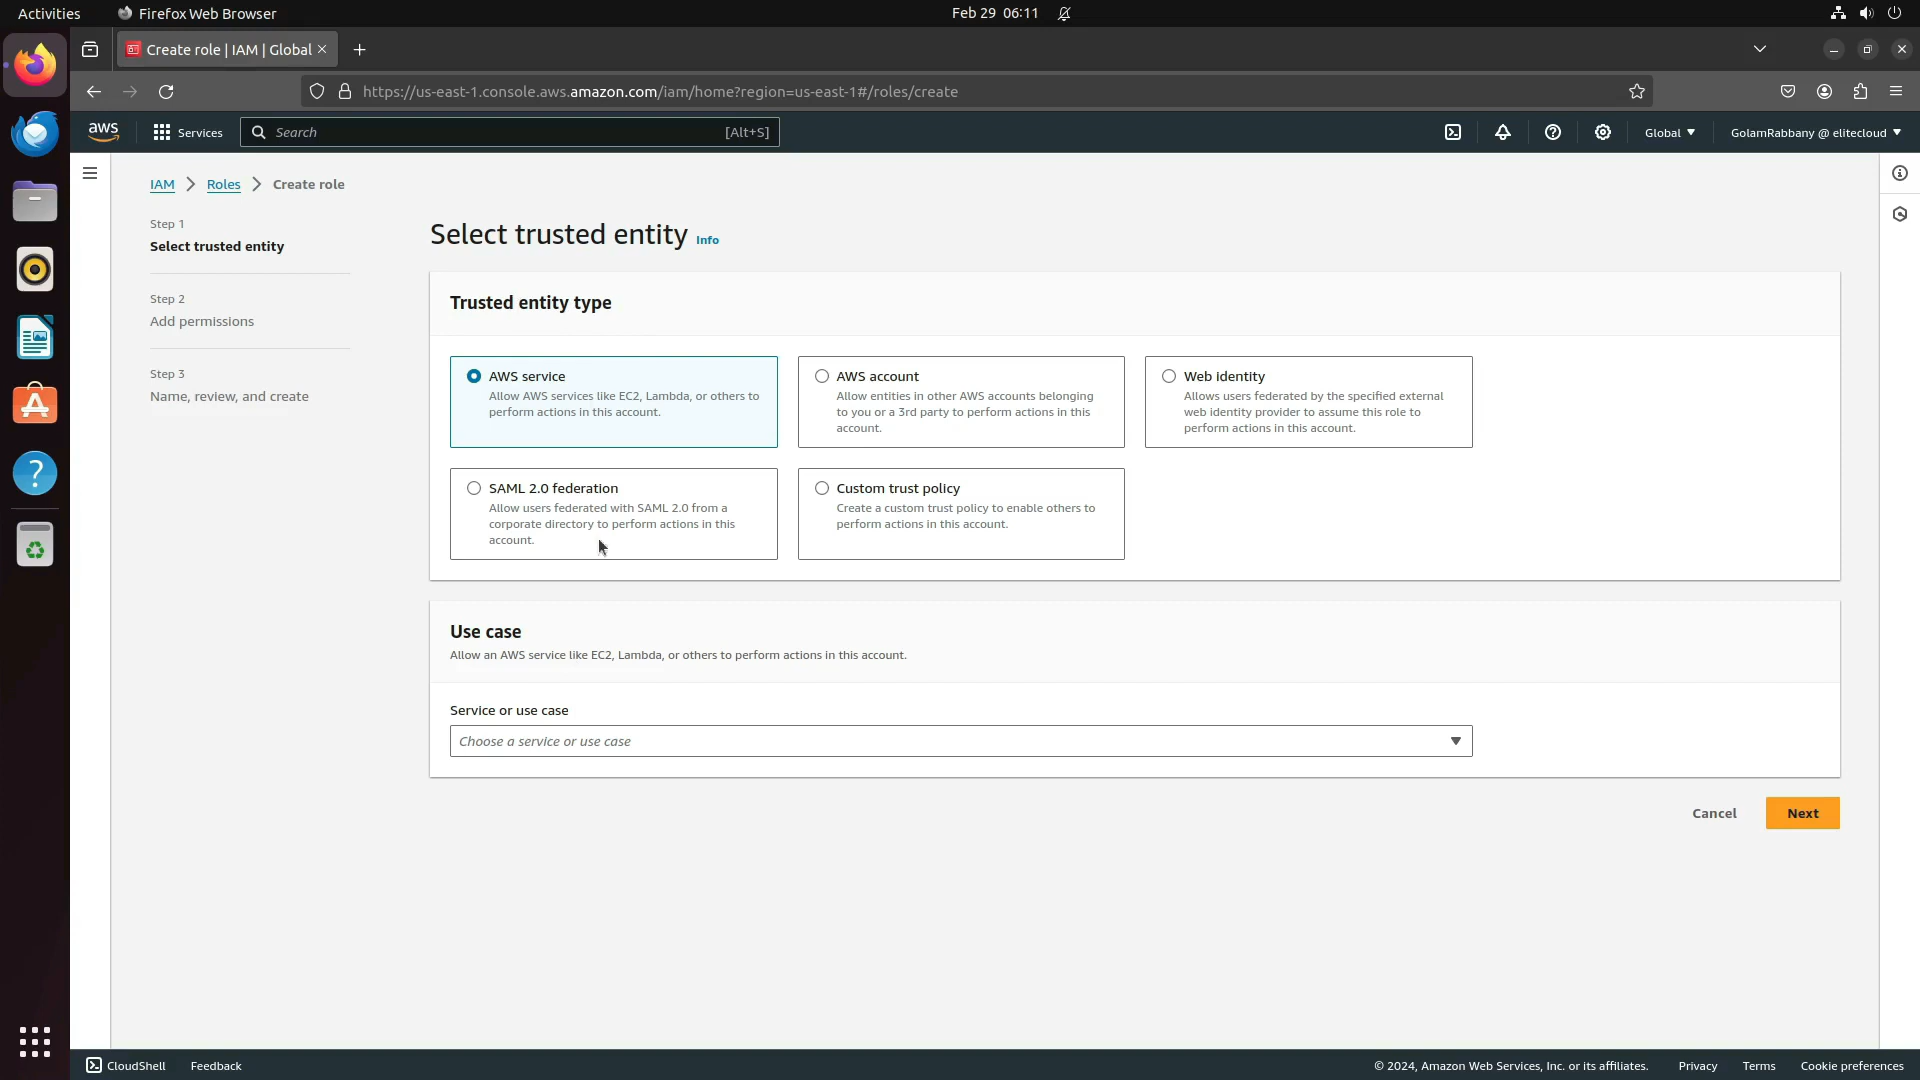 Activities
Firefox Web Browser
Feb 29 06:11
Create role | IAM | Global
https://us-east-1.console.aws.amazon.com/iam/home?region=us-east-1#/roles/create
aws
Services
Search
[Alt+S]
Global
GolamRabbany @ elitecloud
IAM
Roles
Create role
Step 1
Select trusted entity
Step 2
Add permissions
Step 3
Name, review, and create
Select trusted entity Info
Trusted entity type
AWS service
Allow AWS services like EC2, Lambda, or others to
perform actions in this account.
AWS account
Allow entities in other AWS accounts belonging
to you or a 3rd party to perform actions in this
account.
Web identity
Allows users federated by the specified external
web identity provider to assume this role to
perform actions in this account.
SAML 2.0 federation
Allow users federated with SAML 2.0 from a
corporate directory to perform actions in this
account.
Custom trust policy
Create a custom trust policy to enable others to
perform actions in this account.
Use case
Allow an AWS service like EC2, Lambda, or others to perform actions in this account.
Service or use case
Choose a service or use case
Cancel
Next
CloudShell
Feedback
© 2024, Amazon Web Services, Inc. or its affiliates.
Privacy
Terms
Cookie preferences